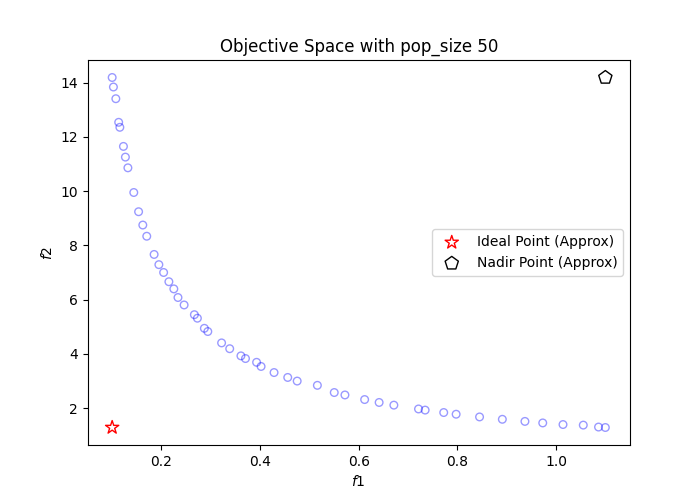 Objective Space with pop_size 50
14
12
10
8
6
4
2
f2
Ideal Point (Approx)
Nadir Point (Approx)
0.2 0.4 0.6 0.8 1.0
f1